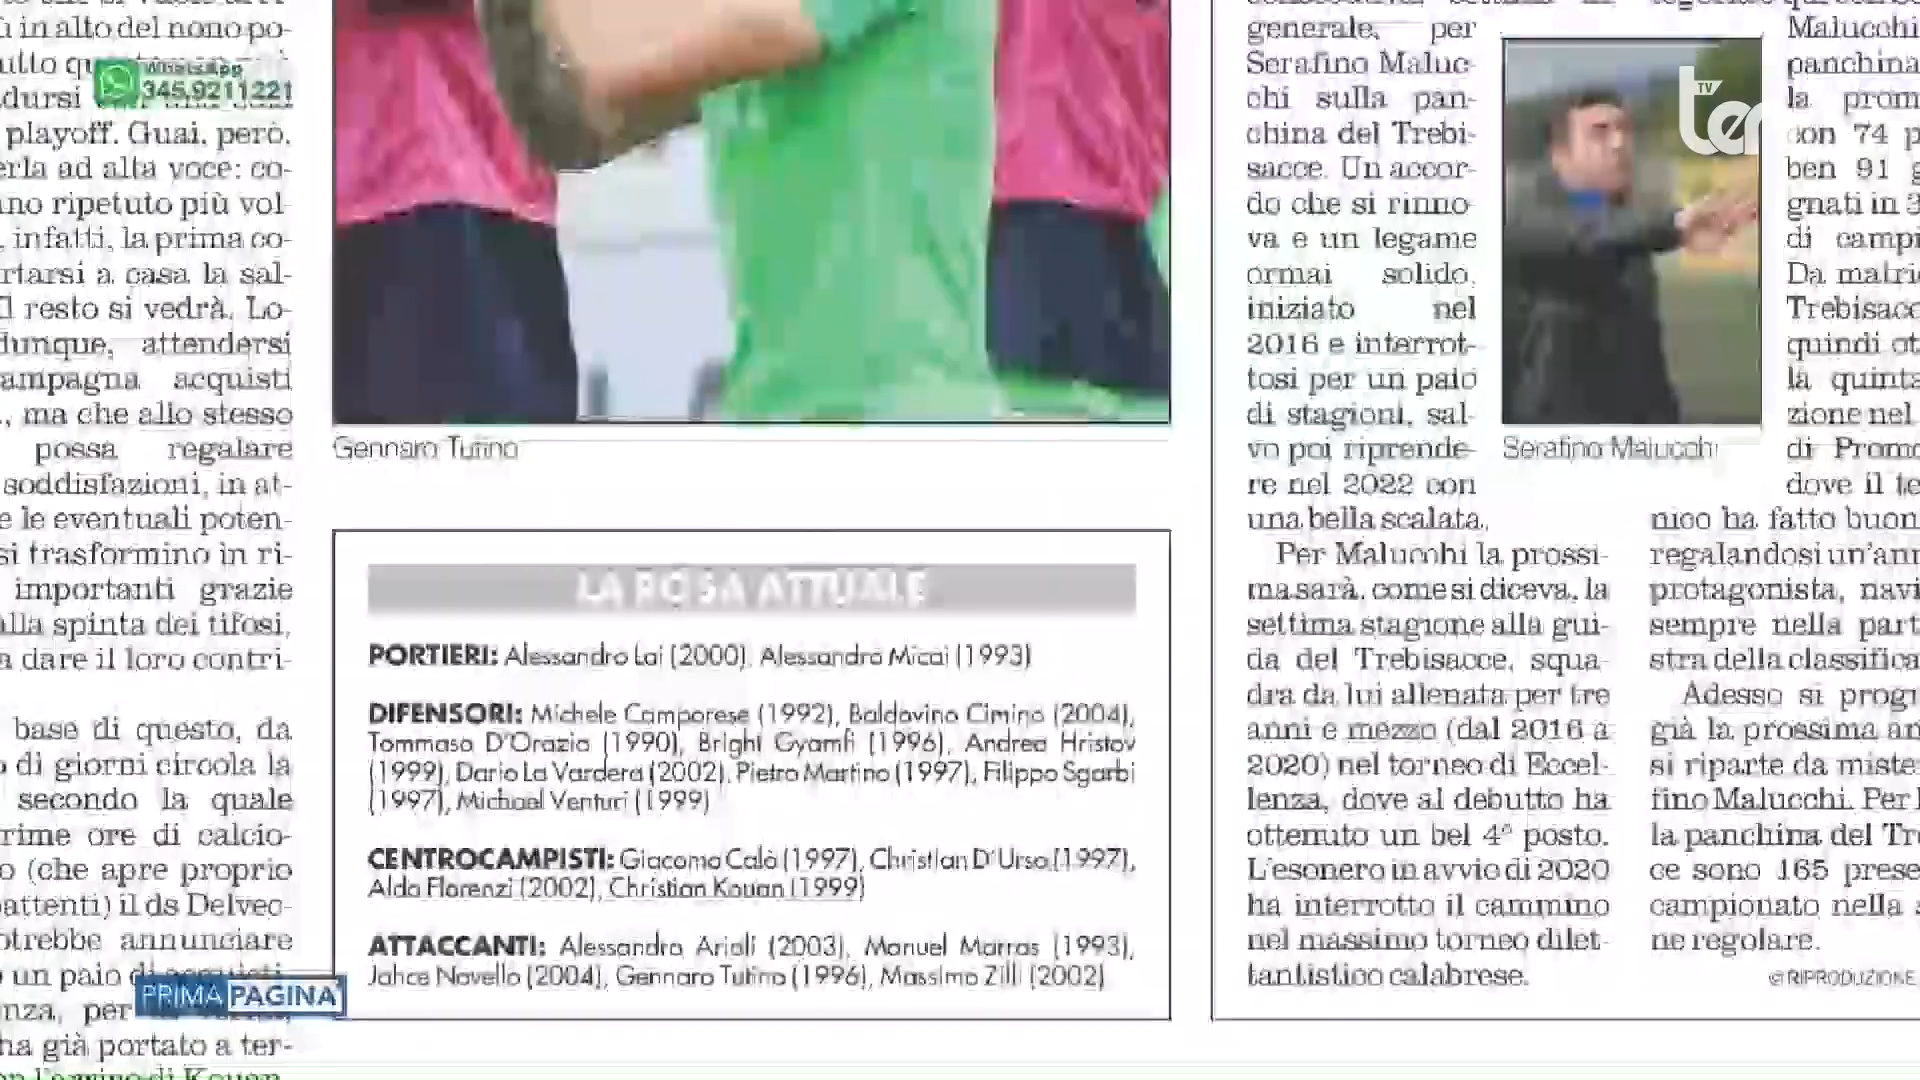 ù in alto del nono po-
WhatsApp
345.9211221
playoff. Guai, però,
erla ad alta voce: co-
nno ripetuto più vol-
, infatti, la prima co-
rtarsi a casa la sal-
Il resto si vedrà. Lo-
dunque, attendersi
ampagna acquisti
., ma che allo stesso
possa regalare
soddisfazioni, in at-
e le eventuali poten-
si trasformino in ri-
importanti grazie
alla spinta dei tifosi,
a dare il loro contri-
base di questo, da
o di giorni circola la
secondo la quale
rime ore di calcio-
o (che apre proprio
battenti) il ds Delvec-
otrebbe annunciare
un paio di acquisti.
nza, per
ha già portato a ter-
PRIMA PAGINA
Gennaro Tutino
LA ROSA ATTUALE
PORTIERI: Alessandro Lai (2000), Alessandro Micai (1993)
DIFENSORI: Michele Camporese (1992), Baldovino Cimino (2004),
Tommaso D'Orazio (1990), Bright Gyamfi (1996), Andrea Hristov
(1999), Dario La Vardera (2002), Pietro Martino (1997), Filippo Sgarbi
(1997), Michael Venturi (1999)
CENTROCAMPISTI: Giacomo Calò (1997), Christian D'Urso (1997),
Aldo Florenzi (2002), Christian Kouan (1999)
ATTACCANTI: Alessandro Arioli (2003), Manuel Marras (1993),
Jahce Novello (2004), Gennaro Tutino (1996), Massimo Zilli (2002)
generale, per
Serafino Maluc-
chi sulla pan-
china del Trebi-
sacce. Un accor-
do che si rinno-
va e un legame
ormai solido,
iniziato nel
2016 e interrot-
tosi per un paio
di stagioni, sal-
vo poi riprende-
re nel 2022 con
una bella scalata.
Per Malucchi la prossi-
ma sarà, come si diceva, la
settima stagione alla gui-
da del Trebisacce, squa-
dra da lui allenata per tre
anni e mezzo (dal 2016 a
2020) nel torneo di Eccel-
lenza, dove al debutto ha
ottenuto un bel 4° posto.
L'esonero in avvio di 2020
ha interrotto il cammino
nel massimo torneo dilet-
tantistico calabrese.
Serafino Malucchi
TV
ten
Malucchi
panchina
la prom
con 74 p
ben 91 g
gnati in 3
di campi
Da matric
Trebisacc
quindi ot
la quinta
zione nel
di Promo
dove il te
nico ha fatto buon
regalandosi un'ann
protagonista, navi
sempre nella part
stra della classifica
Adesso si progr
già la prossima an
si riparte da miste
fino Malucchi. Per l
la panchina del Tr
ce sono 165 prese
campionato nella s
ne regolare.
© RIPRODUZIONE